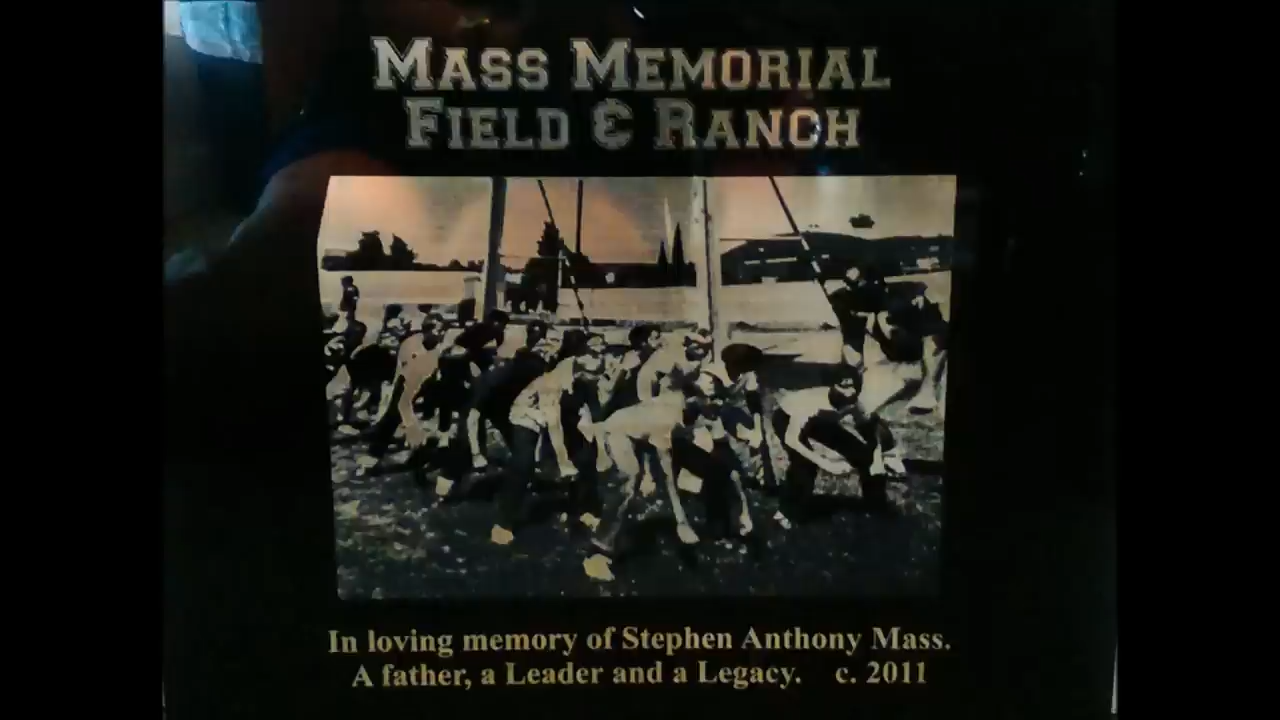 MASS MEMORIAL
FIELD & RANCH
In loving memory of Stephen Anthony Mass.
A father, a Leader and a Legacy. c. 2011